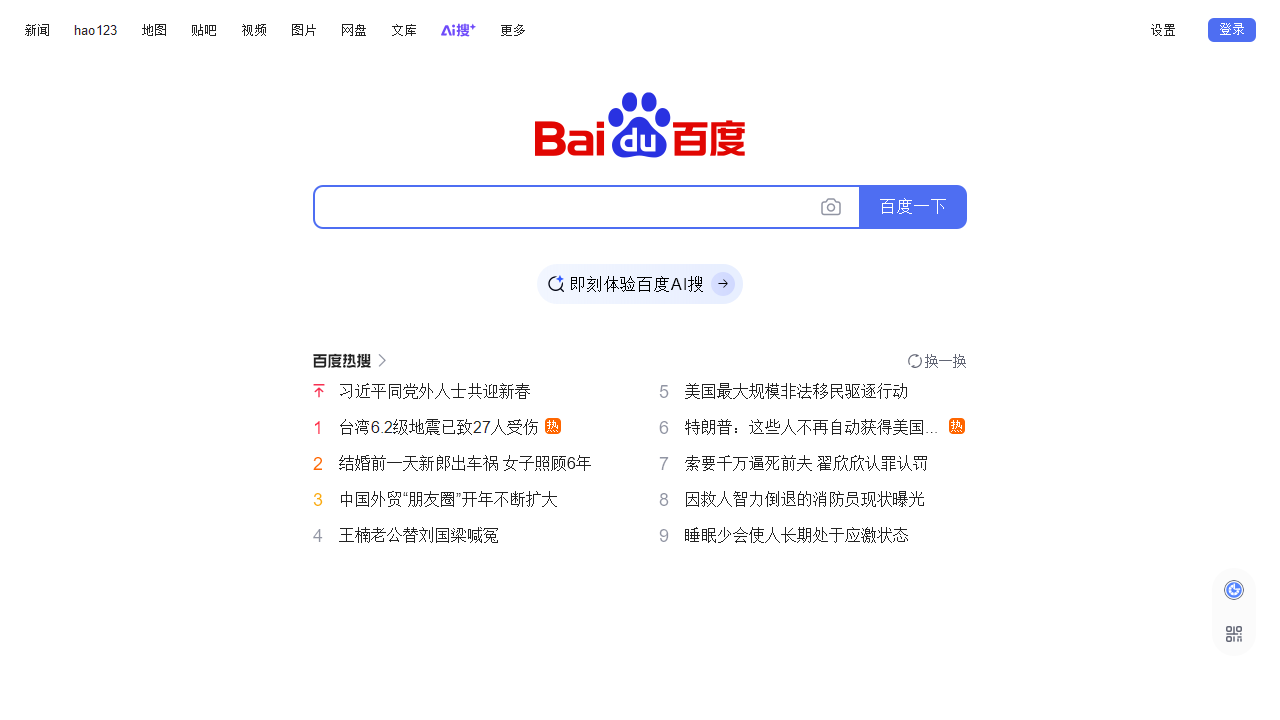 新闻 hao123 地图 贴吧 视频 图片 网盘 文库 Ai搜+ 更多 设置 登录
Bai du 百度
百度一下
即刻体验百度AI搜
百度热搜 换一换
习近平同党外人士共迎新春
1 台湾6.2级地震已致27人受伤 热
2 结婚前一天新郎出车祸 女子照顾6年
3 中国外贸“朋友圈”开年不断扩大
4 王楠老公替刘国梁喊冤
5 美国最大规模非法移民驱逐行动
6 特朗普：这些人不再自动获得美国... 热
7 索要千万逼死前夫 翟欣欣认罪认罚
8 因救人智力倒退的消防员现状曝光
9 睡眠少会使人长期处于应激状态